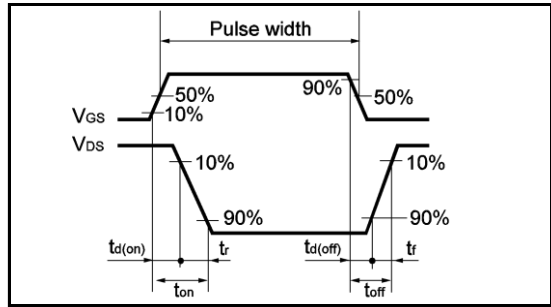 Pulse width
90%
50%
50%
VGS
10%
VDS
10%
10%
90%
90%
td(on)
tr
td(off)
tf
ton
toff